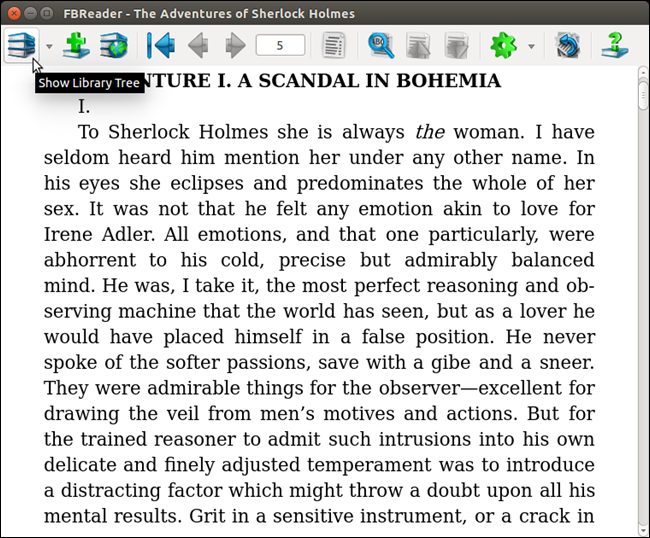 FBReader - The Adventures of Sherlock Holmes
5
Show Library Tree
NTURE I. A SCANDAL IN BOHEMIA
I.
To Sherlock Holmes she is always the woman. I have
seldom heard him mention her under any other name. In
his eyes she eclipses and predominates the whole of her
sex. It was not that he felt any emotion akin to love for
Irene Adler. All emotions, and that one particularly, were
abhorrent to his cold, precise but admirably balanced
mind. He was, I take it, the most perfect reasoning and ob-
serving machine that the world has seen, but as a lover he
would have placed himself in a false position. He never
spoke of the softer passions, save with a gibe and a sneer.
They were admirable things for the observer—excellent for
drawing the veil from men’s motives and actions. But for
the trained reasoner to admit such intrusions into his own
delicate and finely adjusted temperament was to introduce
a distracting factor which might throw a doubt upon all his
mental results. Grit in a sensitive instrument, or a crack in